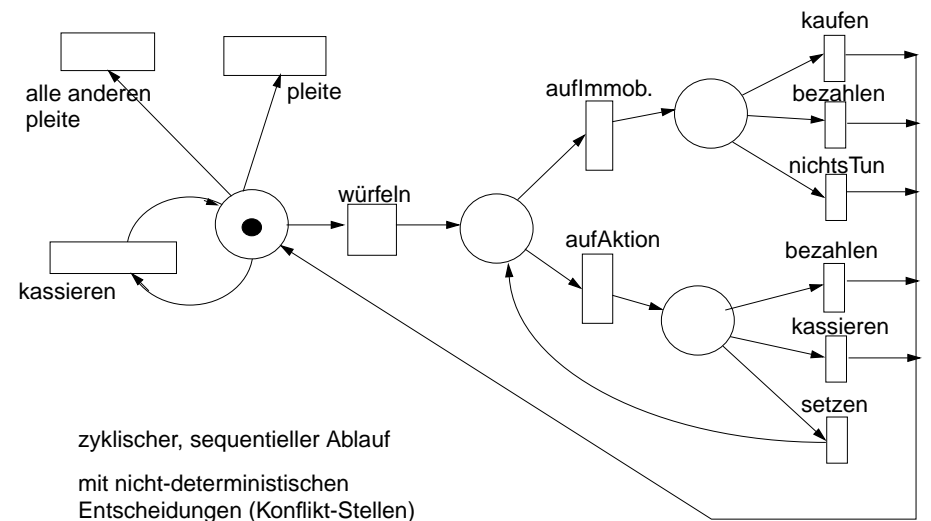 kaufen
alle anderen
pleite
pleite
aufImmob.
bezahlen
nichtsTun
würfeln
aufAktion
bezahlen
kassieren
kassieren
setzen
zyklischer, sequentieller Ablauf
mit nicht-deterministischen
Entscheidungen (Konflikt-Stellen)